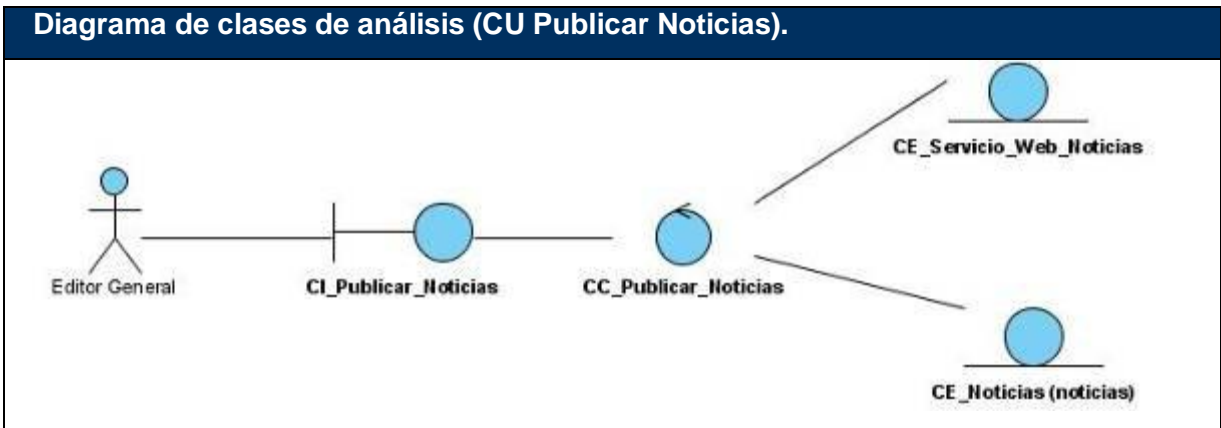 Diagrama de clases de análisis (CU Publicar Noticias).
CE_Servicio_Web_Noticias
Editor General
CI_Publicar_Noticias
CC_Publicar_Noticias
CE_Noticias (noticias)